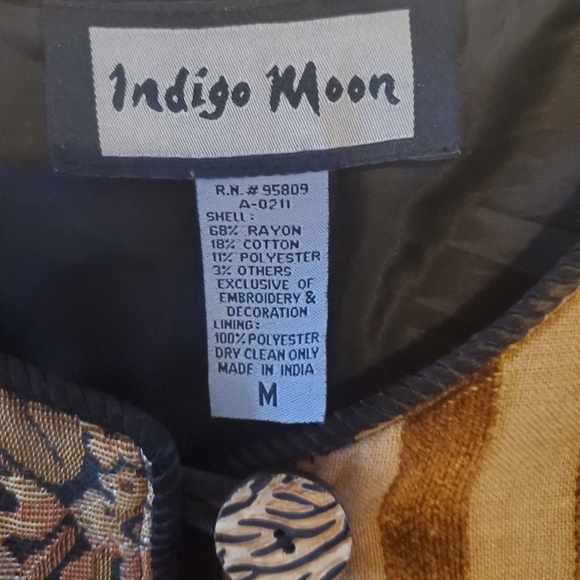 Indigo Moon
R.N.# 95809
A-0211
SHELL:
68% RAYON
18% COTTON
11% POLYESTER
3% OTHERS
EXCLUSIVE OF
EMBROIDERY &
DECORATION
LINING:
100% POLYESTER
DRY CLEAN ONLY
MADE IN INDIA
M